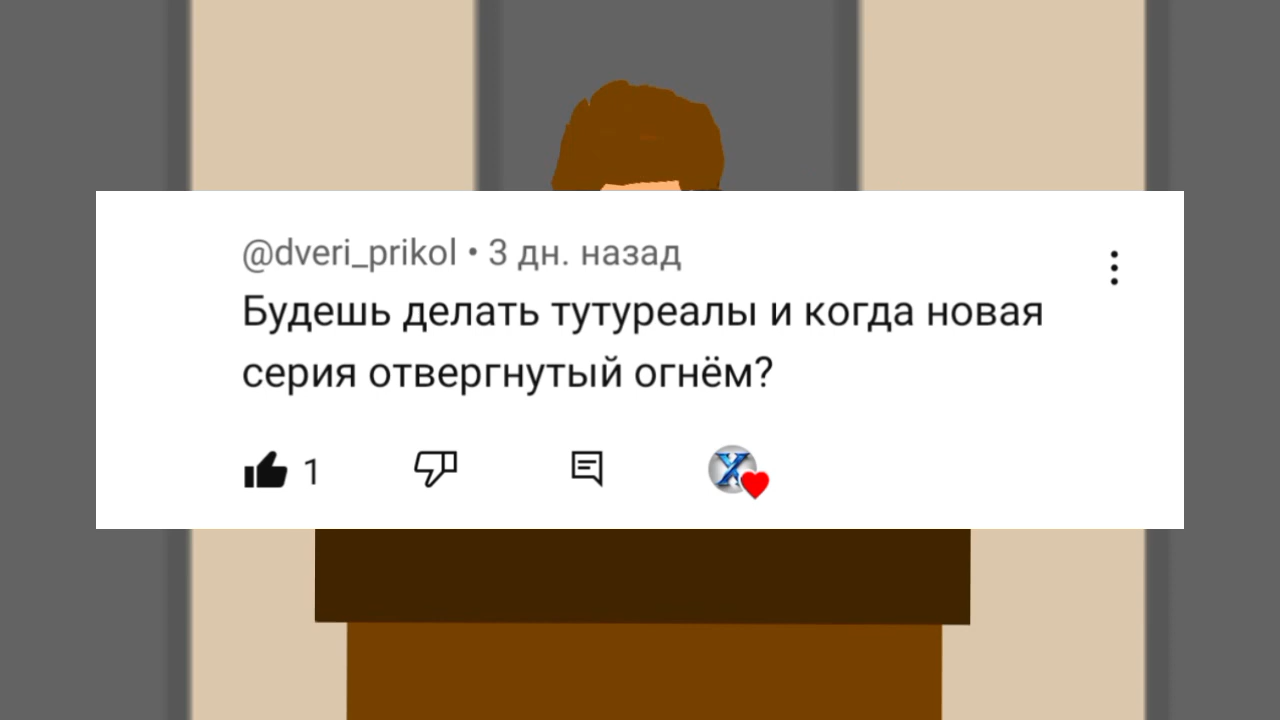 @dveri_prikol • 3 дн. назад
Будешь делать тутуреалы и когда новая
серия отвергнутый огнём?
1
X